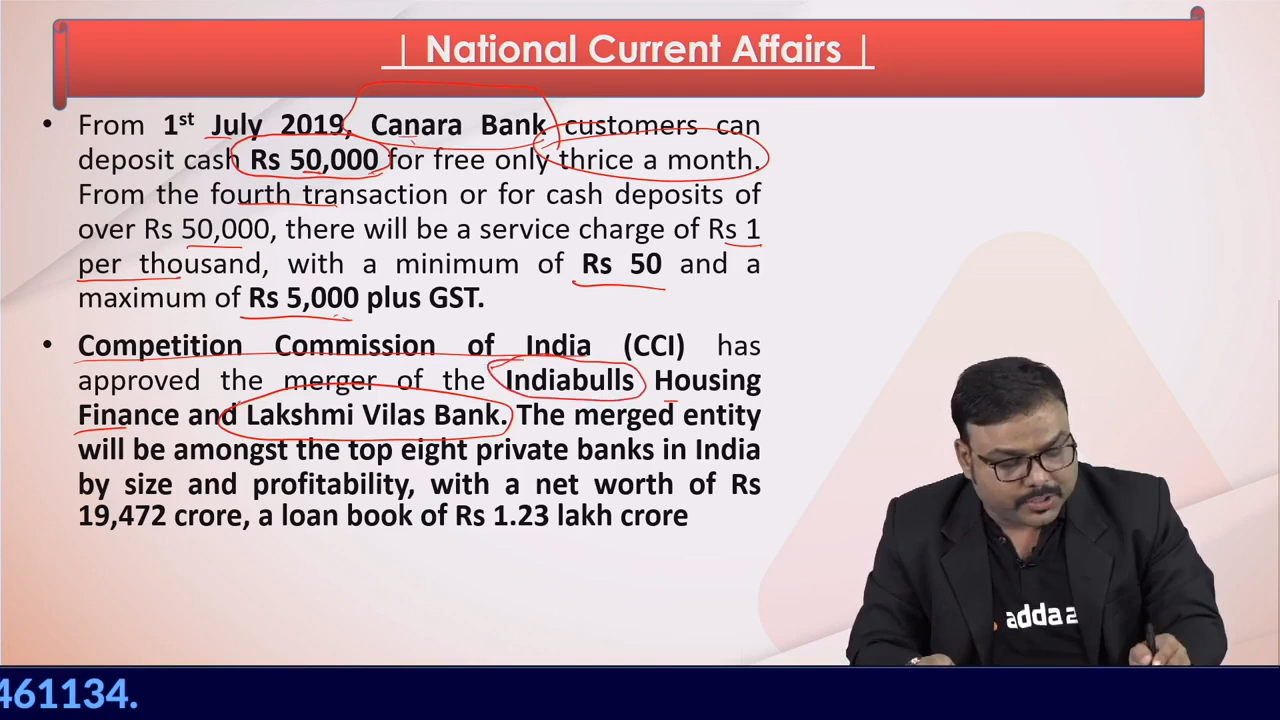 | National Current Affairs |
• From 1st July 2019, Canara Bank customers can
deposit cash Rs 50,000 for free only thrice a month.
From the fourth transaction or for cash deposits of
over Rs 50,000, there will be a service charge of Rs 1
per thousand, with a minimum of Rs 50 and a
maximum of Rs 5,000 plus GST.
• Competition Commission of India (CCI) has
approved the merger of the Indiabulls Housing
Finance and Lakshmi Vilas Bank. The merged entity
will be amongst the top eight private banks in India
by size and profitability, with a net worth of Rs
19,472 crore, a loan book of Rs 1.23 lakh crore
adda2
461134.